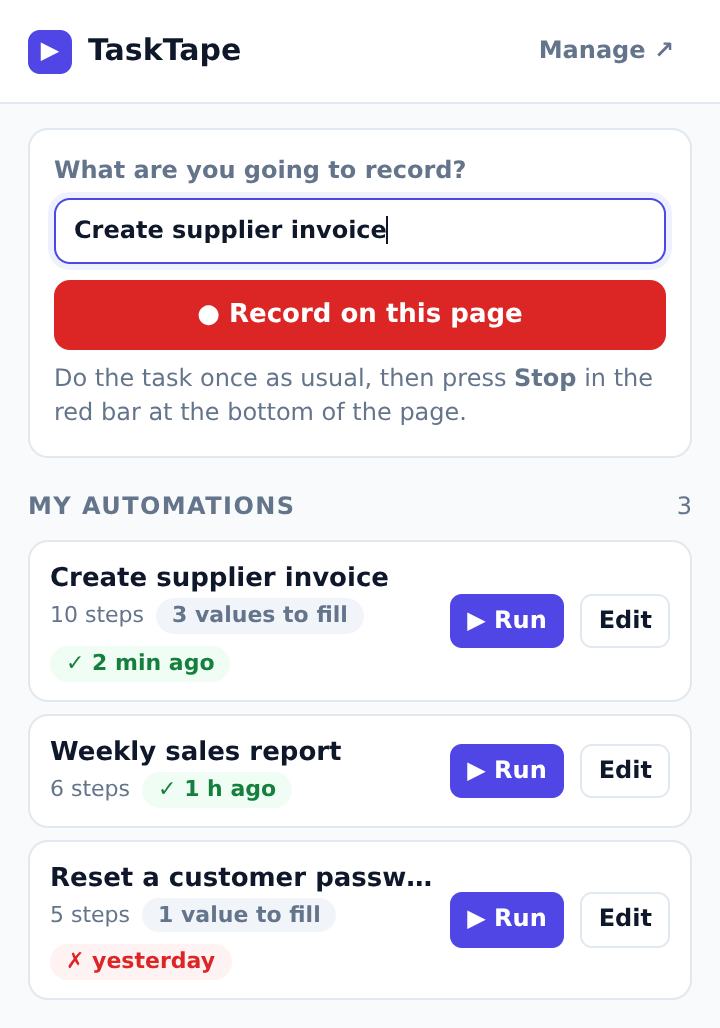 ▶ TaskTape
Manage ↗
What are you going to record?
Create supplier invoice
● Record on this page
Do the task once as usual, then press Stop in the
red bar at the bottom of the page.
MY AUTOMATIONS 3
Create supplier invoice
10 steps 3 values to fill
✓ 2 min ago
▶ Run Edit
Weekly sales report
6 steps ✓ 1 h ago
▶ Run Edit
Reset a customer passw…
5 steps 1 value to fill
✗ yesterday
▶ Run Edit